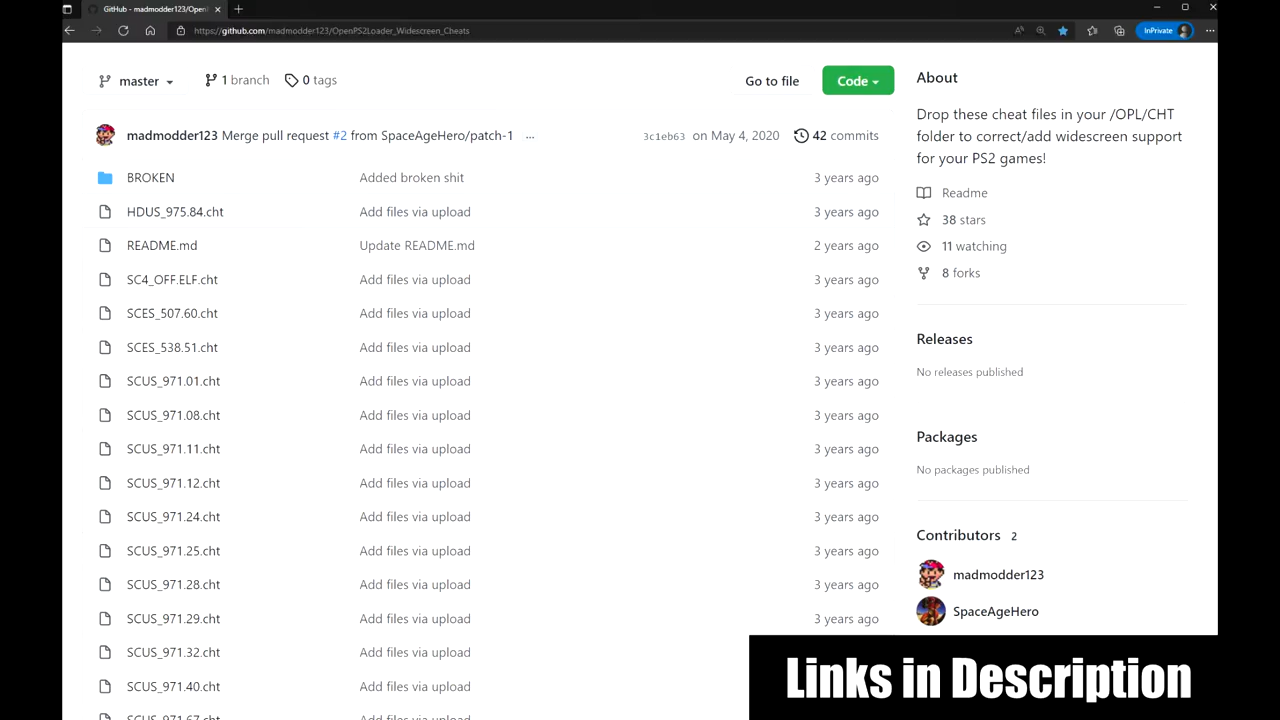 GitHub - madmodder123/OpenP
https://github.com/madmodder123/OpenPS2Loader_Widescreen_Cheats
InPrivate
master
1 branch
0 tags
Go to file
Code
madmodder123 Merge pull request #2 from SpaceAgeHero/patch-1 ...
3c1eb63 on May 4, 2020
42 commits
BROKEN Added broken shit 3 years ago
HDUS_975.84.cht Add files via upload 3 years ago
README.md Update README.md 2 years ago
SC4_OFF.ELF.cht Add files via upload 3 years ago
SCES_507.60.cht Add files via upload 3 years ago
SCES_538.51.cht Add files via upload 3 years ago
SCUS_971.01.cht Add files via upload 3 years ago
SCUS_971.08.cht Add files via upload 3 years ago
SCUS_971.11.cht Add files via upload 3 years ago
SCUS_971.12.cht Add files via upload 3 years ago
SCUS_971.24.cht Add files via upload 3 years ago
SCUS_971.25.cht Add files via upload 3 years ago
SCUS_971.28.cht Add files via upload 3 years ago
SCUS_971.29.cht Add files via upload 3 years ago
SCUS_971.32.cht Add files via upload 3 years ago
SCUS_971.40.cht Add files via upload 3 years ago
About
Drop these cheat files in your /OPL/CHT
folder to correct/add widescreen support
for your PS2 games!
Readme
38 stars
11 watching
8 forks
Releases
No releases published
Packages
No packages published
Contributors 2
madmodder123
SpaceAgeHero
Links in Description